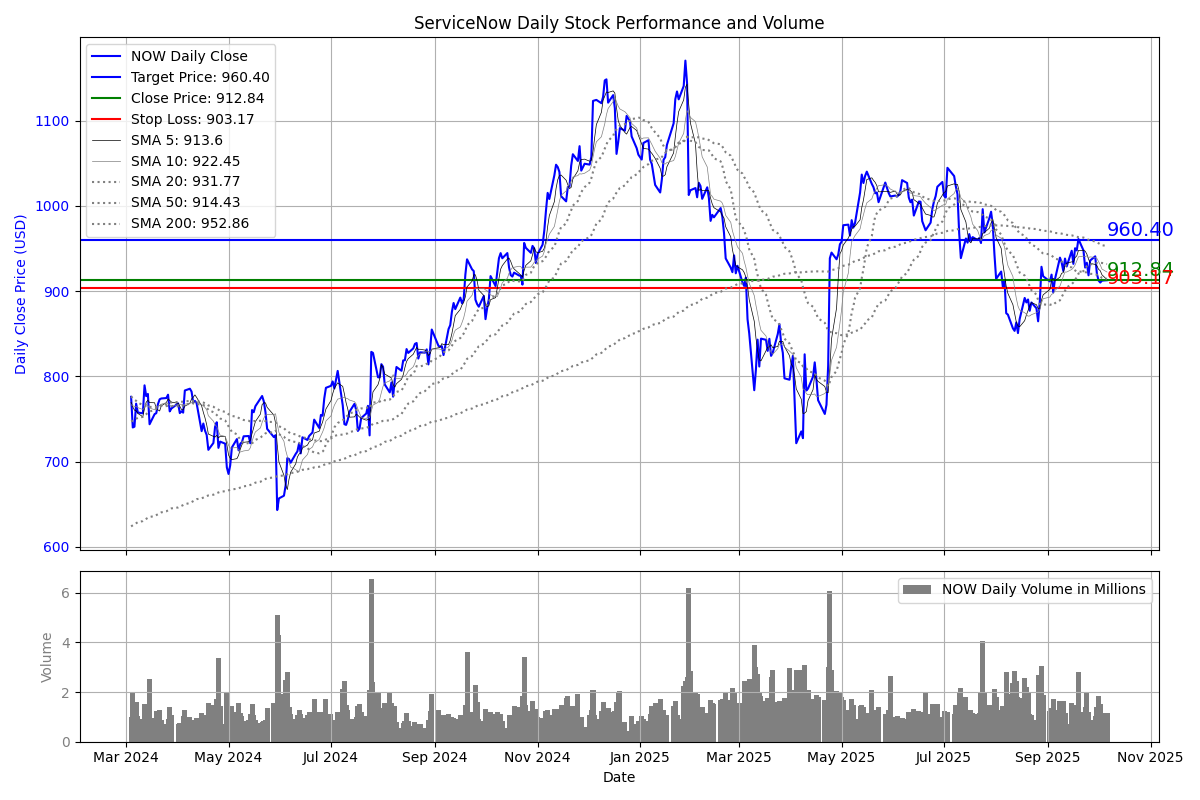 ServiceNow Daily Stock Performance and Volume
NOW Daily Close
Target Price: 960.40
Close Price: 912.84
Stop Loss: 903.17
SMA 5: 913.6
SMA 10: 922.45
SMA 20: 931.77
SMA 50: 914.43
SMA 200: 952.86
Daily Close Price (USD)
1100
1000
900
800
700
600
960.40
912.84
903.17
NOW Daily Volume in Millions
Volume
6
4
2
0
Mar 2024 May 2024 Jul 2024 Sep 2024 Nov 2024 Jan 2025 Mar 2025 May 2025 Jul 2025 Sep 2025 Nov 2025
Date